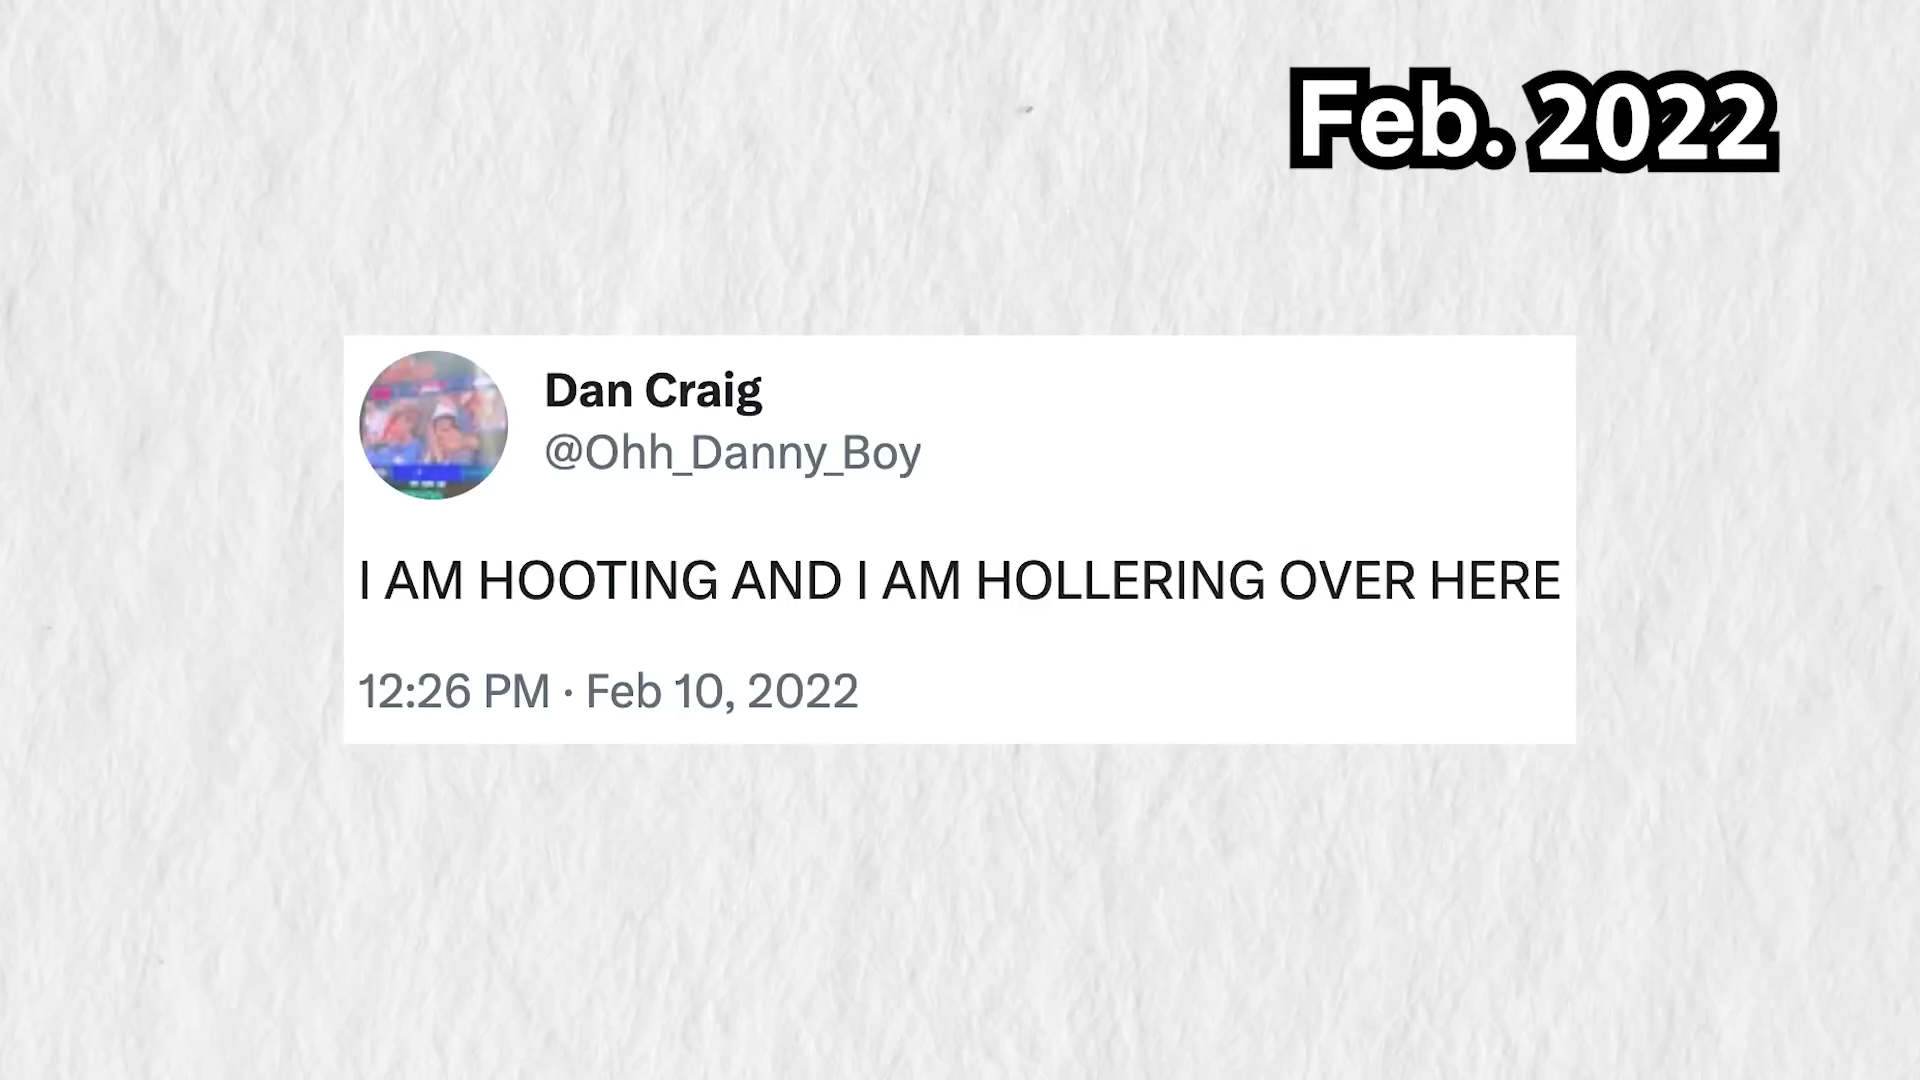 Feb. 2022
Dan Craig
@Ohh_Danny_Boy
I AM HOOTING AND I AM HOLLERING OVER HERE
12:26 PM · Feb 10, 2022